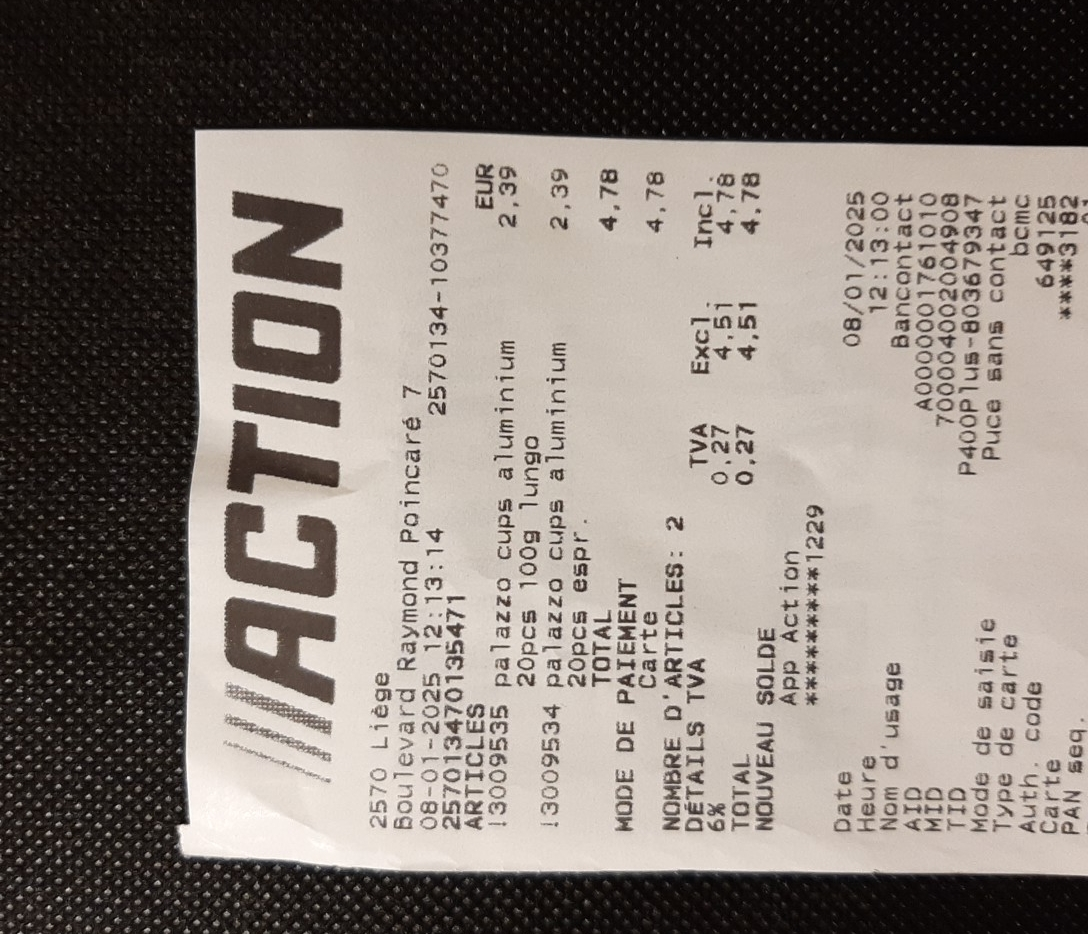 ///ACTION
2570 Liège
Boulevard Raymond Poincaré 7
08-01-2025 12:13:14 2570134-10377470
2570134701035471
ARTICLES EUR
!3009535 palazzo cups aluminium 2,39
20pcs 100g lungo
!3009534 palazzo cups aluminium 2,39
20pcs espr.
TOTAL 4,78
MODE DE PAIEMENT
Carte 4,78
NOMBRE D'ARTICLES: 2
DÉTAILS TVA TVA Excl. Incl.
6% 0,27 4,51 4,78
TOTAL 0,27 4,51 4,78
NOUVEAU SOLDE
App Action
*********1229
Date 08/01/2025
Heure 12:13:00
Nom d'usage Bancontact
AID A0000001761010
MID 700004002004908
TID P400Plus-803679347
Mode de saisie Puce sans contact
Type de carte bcmc
Auth. code 649125
Carte ****3182
PAN seq. 01